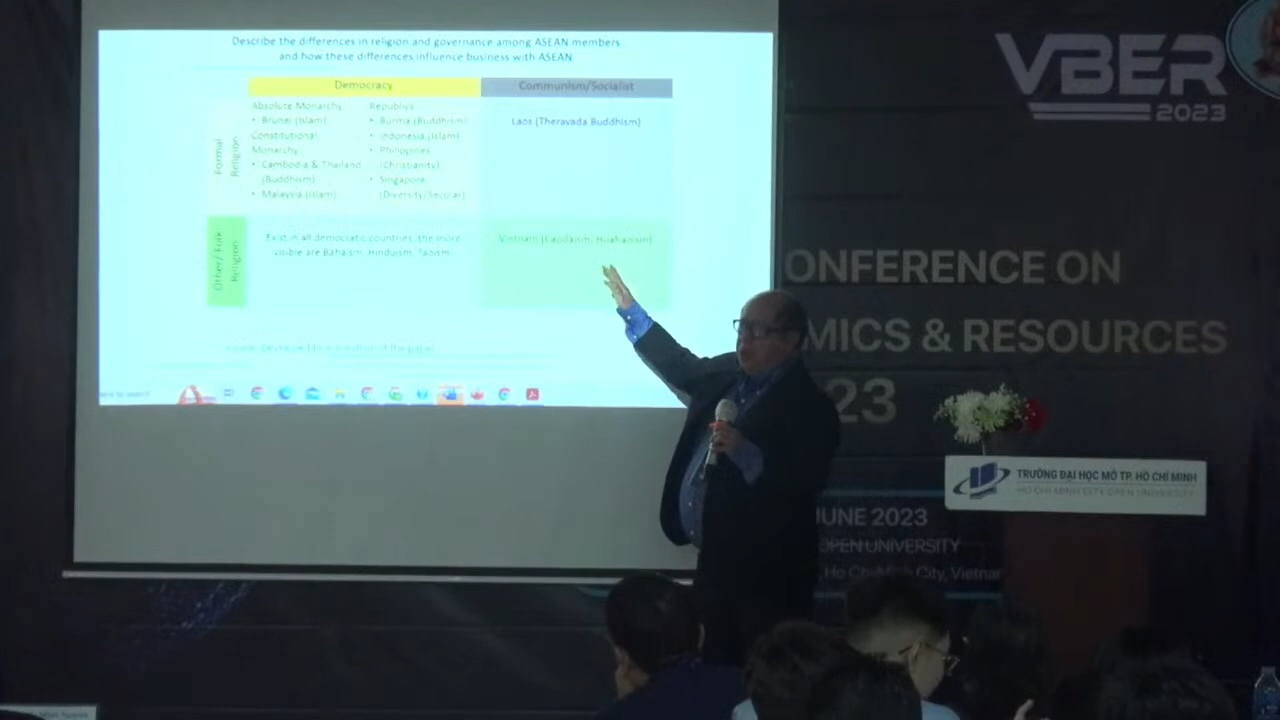 Describe the differences in religion and governance among ASEAN members
and how these differences influence business with ASEAN
Democracy
Communism/Socialist
Formal
Religion
Absolute Monarchy
• Brunei (Islam)
Constitutional
Monarchy
• Cambodia & Thailand
(Buddhism)
• Malaysia (Islam)
Republic
• Burma (Buddhism)
• Indonesia (Islam)
• Philippines
(Christianity)
• Singapore
(Diversity/Secular)
Laos (Theravada Buddhism)
Other/ Folk
Religion
Exist in all democratic countries, the more
visible are Bahaism, Hinduism, Taoism
Vietnam (Caodaism, Hoahaoism)
VBER
2023
ONFERENCE ON
MICS & RESOURCES
23
TRƯỜNG ĐẠI HỌC MỞ TP. HỒ CHÍ MINH
HO CHI MINH CITY OPEN UNIVERSITY
JUNE 2023
OPEN UNIVERSITY
, Ho Chi Minh City, Vietnam